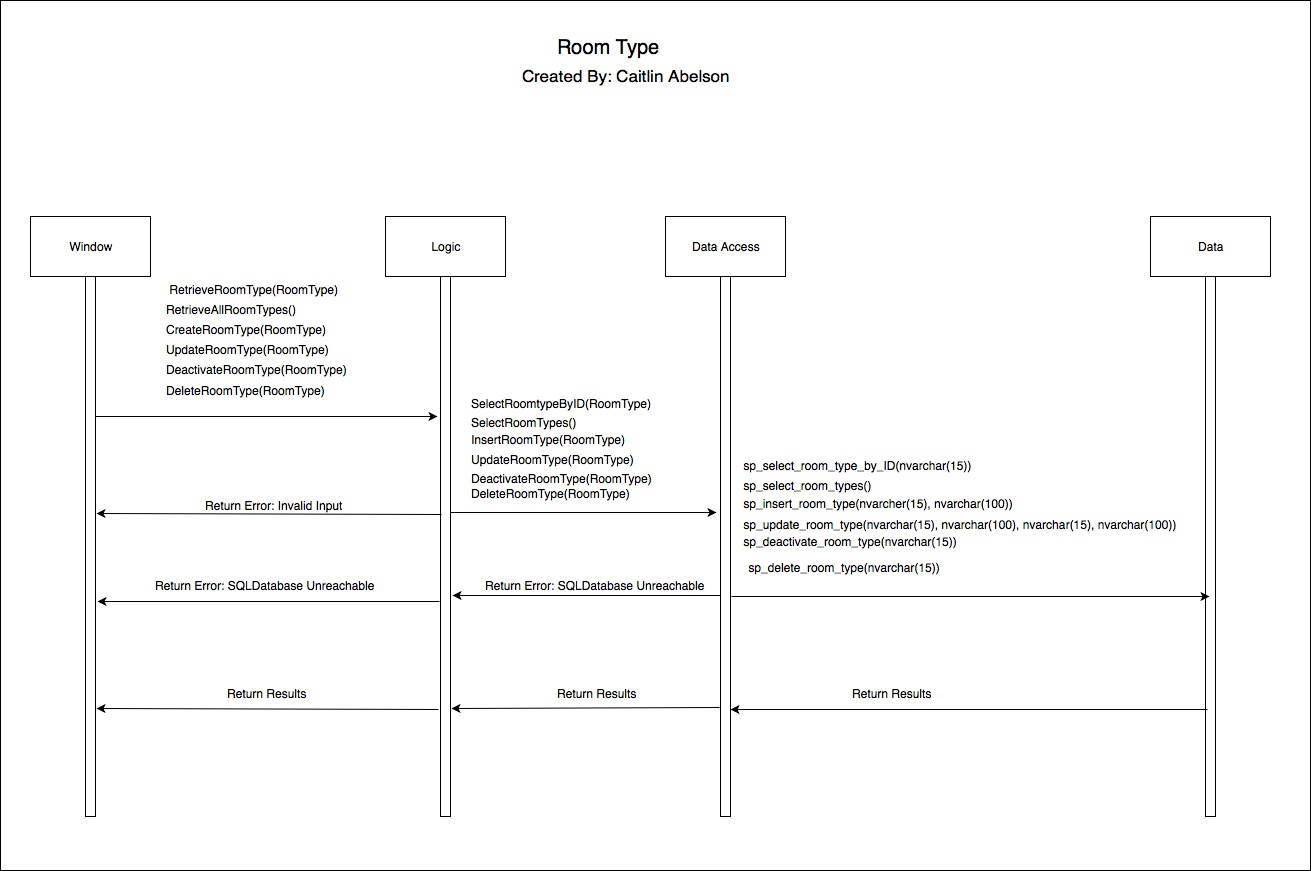 Room Type
Created By: Caitlin Abelson
Window
Logic
Data Access
Data
RetrieveRoomType(RoomType)
RetrieveAllRoomTypes()
CreateRoomType(RoomType)
UpdateRoomType(RoomType)
DeactivateRoomType(RoomType)
DeleteRoomType(RoomType)
SelectRoomtypeByID(RoomType)
SelectRoomTypes()
InsertRoomType(RoomType)
UpdateRoomType(RoomType)
DeactivateRoomType(RoomType)
DeleteRoomType(RoomType)
sp_select_room_type_by_ID(nvarchar(15))
sp_select_room_types()
sp_insert_room_type(nvarcher(15), nvarchar(100))
sp_update_room_type(nvarchar(15), nvarchar(100), nvarchar(15), nvarchar(100))
sp_deactivate_room_type(nvarchar(15))
sp_delete_room_type(nvarchar(15))
Return Error: Invalid Input
Return Error: SQLDatabase Unreachable
Return Error: SQLDatabase Unreachable
Return Results
Return Results
Return Results